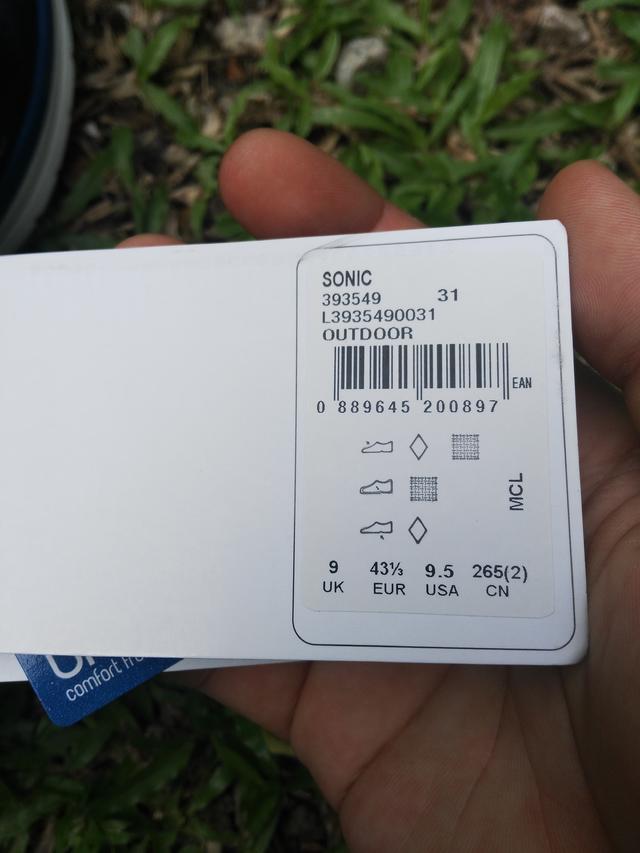 SONIC
393549 31
L3935490031
OUTDOOR
EAN
0 889645 200897
MCL
9 43⅓ 9.5 265(2)
UK EUR USA CN
comfort